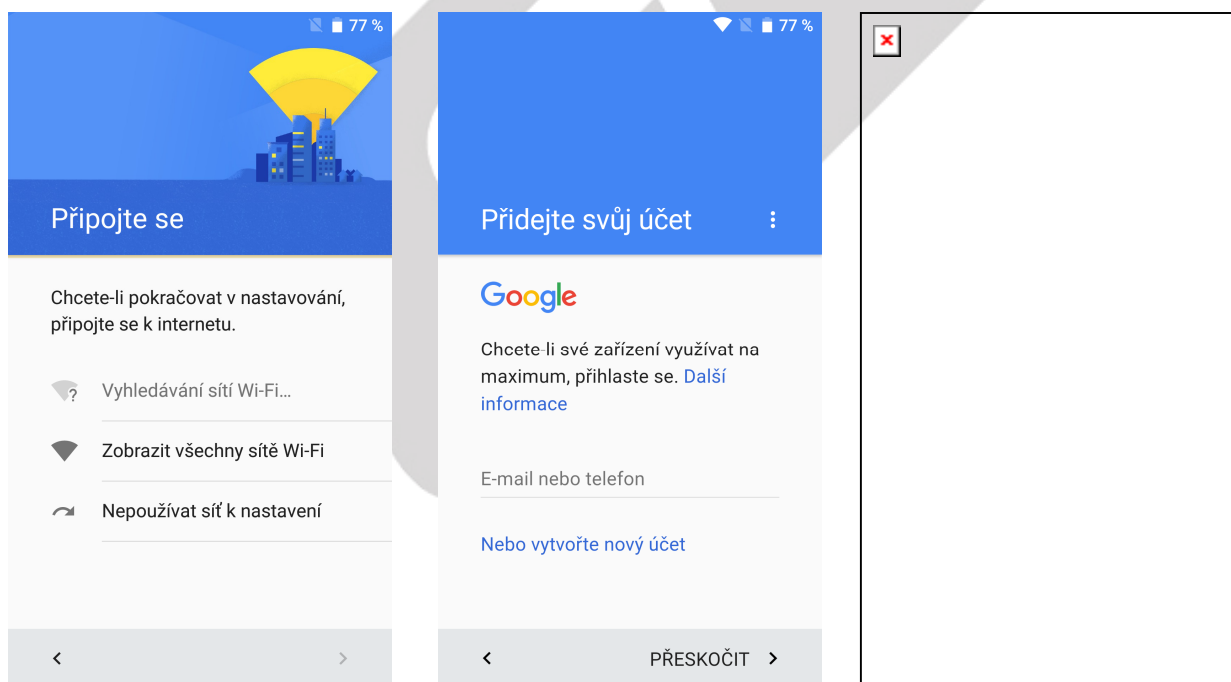 77 %
Připojte se
Chcete-li pokračovat v nastavování,
připojte se k internetu.
Vyhledávání sítí Wi-Fi…
Zobrazit všechny sítě Wi-Fi
Nepoužívat síť k nastavení
77 %
Přidejte svůj účet
Google
Chcete-li své zařízení využívat na
maximum, přihlaste se. Další
informace
E-mail nebo telefon
Nebo vytvořte nový účet
PŘESKOČIT